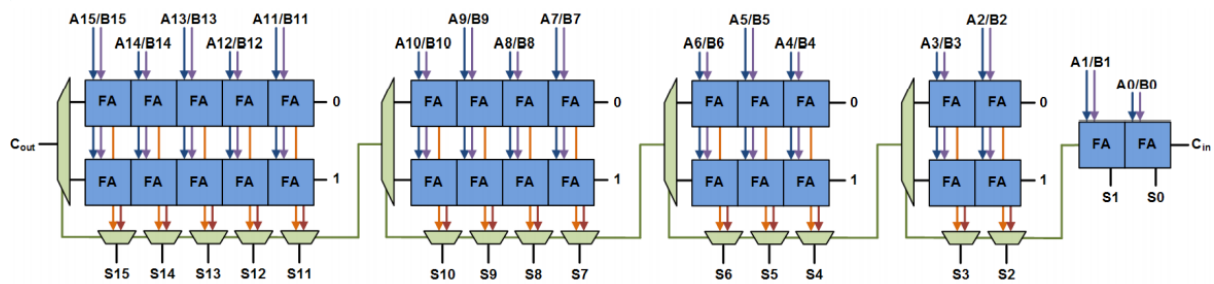 A15/B15 A13/B13 A11/B11
A14/B14 A12/B12
FA FA FA FA FA 0
C_out
FA FA FA FA FA 1
S15 S14 S13 S12 S11
A9/B9 A7/B7
A10/B10 A8/B8
FA FA FA FA 0
FA FA FA FA 1
S10 S9 S8 S7
A5/B5
A6/B6 A4/B4
FA FA FA 0
FA FA FA 1
S6 S5 S4
A2/B2
A3/B3
FA FA 0
FA FA 1
S3 S2
A1/B1
A0/B0
FA FA C_in
S1 S0